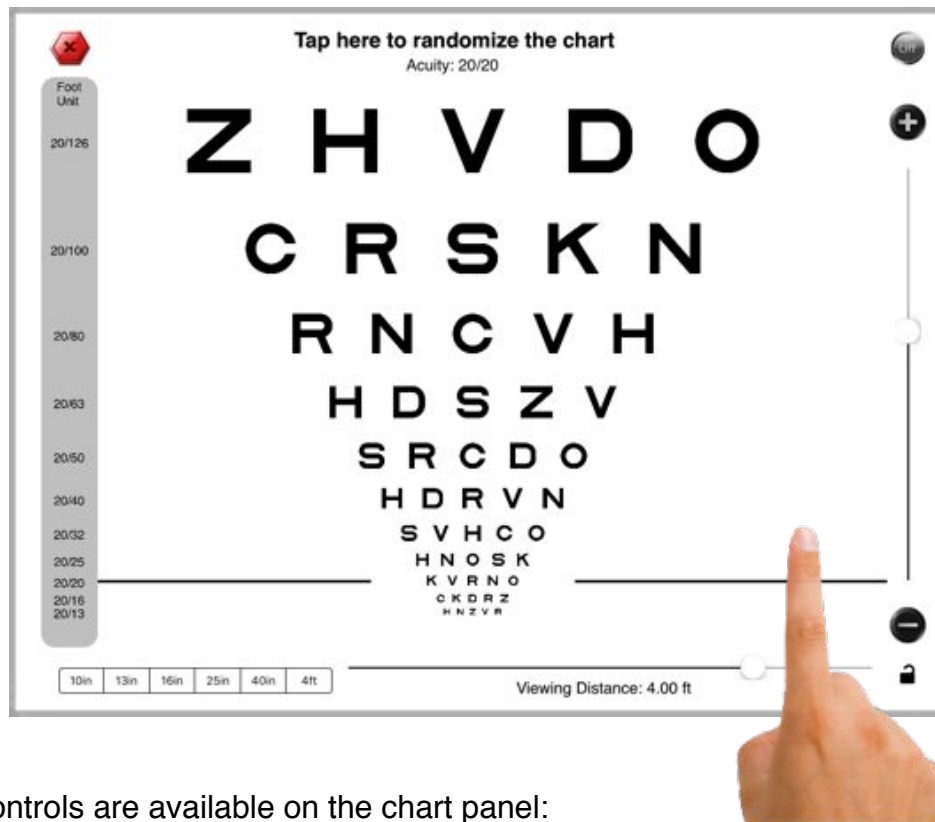 Tap here to randomize the chart
Off
Acuity: 20/20
Foot
Unit
20/126 Z H V D O
20/100 C R S K N
20/80 R N C V H
20/63 H D S Z V
20/50 S R C D O
20/40 H D R V N
20/32 S V H C O
20/25 H N O S K
20/20 K V R N O
20/16 C K D R Z
20/13 H N Z V R
10in 13in 16in 25in 40in 4ft
Viewing Distance: 4.00 ft
ontrols are available on the chart panel: